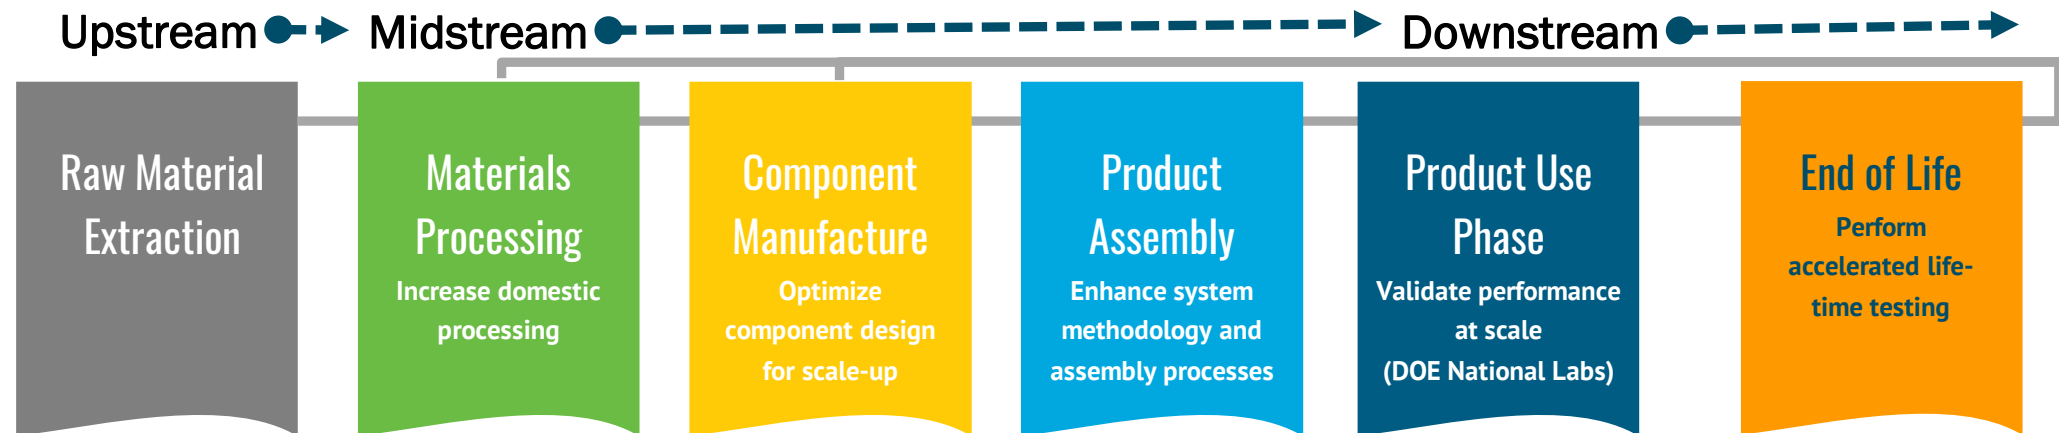 Upstream
Midstream
Downstream
Raw Material
Extraction
Materials
Processing
Increase domestic
processing
Component
Manufacture
Optimize
component design
for scale-up
Product
Assembly
Enhance system
methodology and
assembly processes
Product Use
Phase
Validate performance
at scale
(DOE National Labs)
End of Life
Perform
accelerated life-
time testing